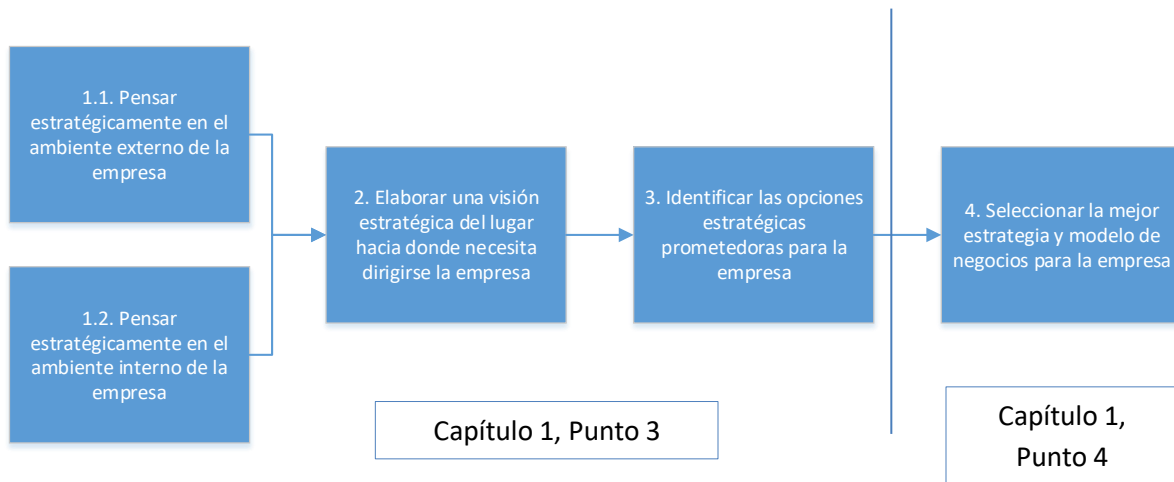 1.1. Pensar
estratégicamente en el
ambiente externo de la
empresa
1.2. Pensar
estratégicamente en el
ambiente interno de la
empresa
2. Elaborar una visión
estratégica del lugar
hacia donde necesita
dirigirse la empresa
3. Identificar las opciones
estratégicas
prometedoras para la
empresa
4. Seleccionar la mejor
estrategia y modelo de
negocios para la empresa
Capítulo 1, Punto 3
Capítulo 1,
Punto 4